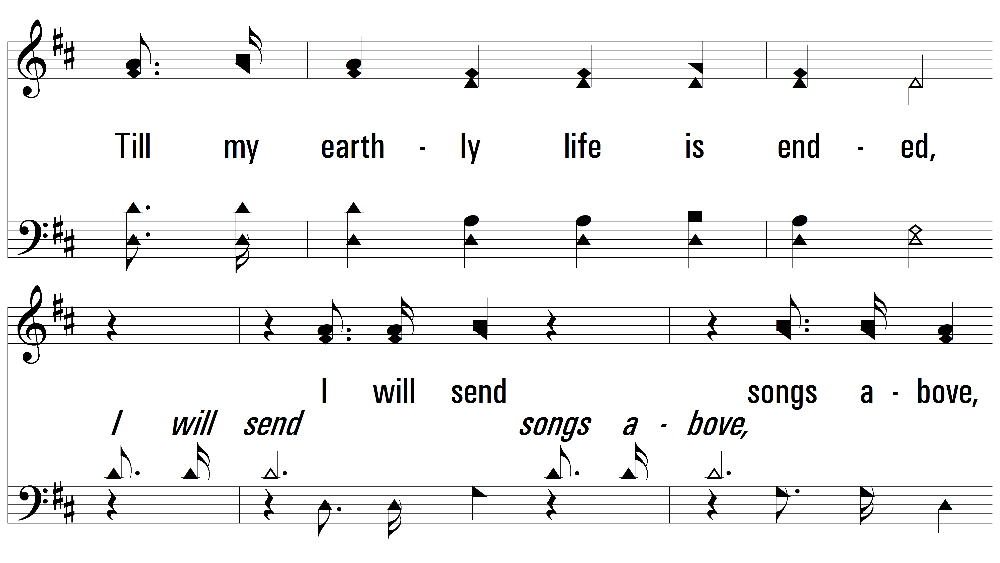 Till my earth - ly life is end - ed,
I will send songs a - bove,
I will send songs a - bove,